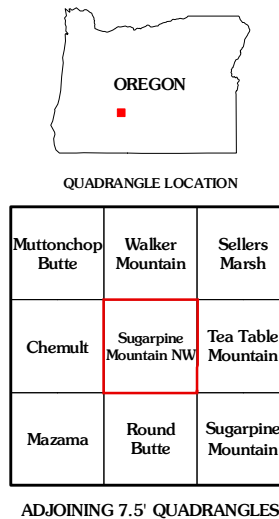 OREGON
QUADRANGLE LOCATION
Muttonchop
Butte
Walker
Mountain
Sellers
Marsh
Chemult
Sugarpine
Mountain NW
Tea Table
Mountain
Mazama
Round
Butte
Sugarpine
Mountain
ADJOINING 7.5' QUADRANGLES